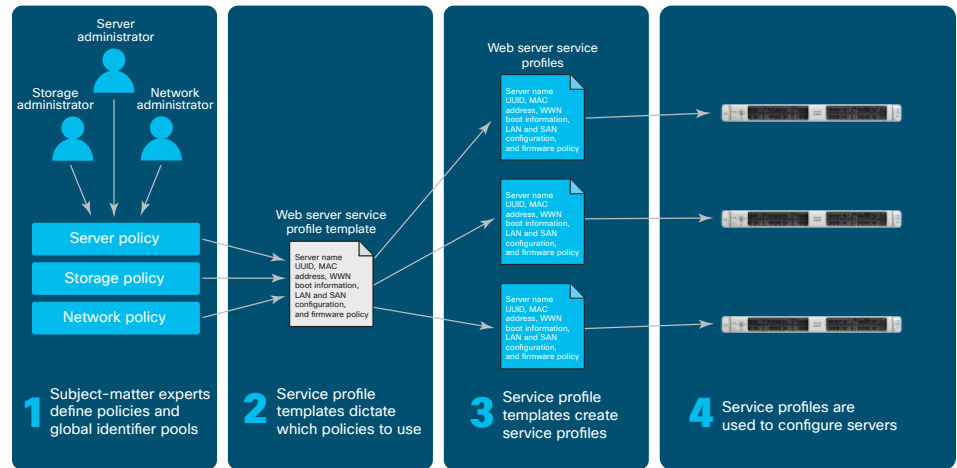 Server
administrator
Storage
administrator
Network
administrator
Server policy
Storage policy
Network policy
1 Subject-matter experts
define policies and
global identifier pools
Web server service
profile template
Server name
UUID, MAC
address, WWN
boot information,
LAN and SAN
configuration,
and firmware policy
2 Service profile
templates dictate
which policies to use
Web server service
profiles
Server name
UUID, MAC
address, WWN
boot information,
LAN and SAN
configuration,
and firmware policy
Server name
UUID, MAC
address, WWN
boot information,
LAN and SAN
configuration,
and firmware policy
Server name
UUID, MAC
address, WWN
boot information,
LAN and SAN
configuration,
and firmware policy
3 Service profile
templates create
service profiles
4 Service profiles are
used to configure servers